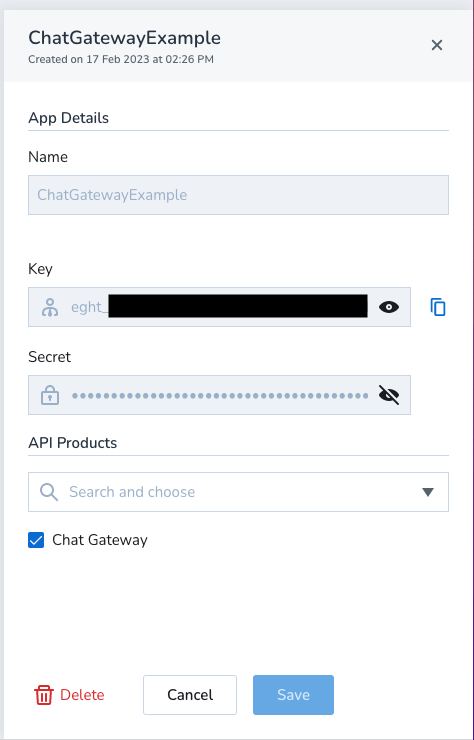 ChatGatewayExample
Created on 17 Feb 2023 at 02:26 PM
App Details
Name
ChatGatewayExample
Key
eght_
Secret
API Products
Search and choose
Chat Gateway
Delete
Cancel
Save